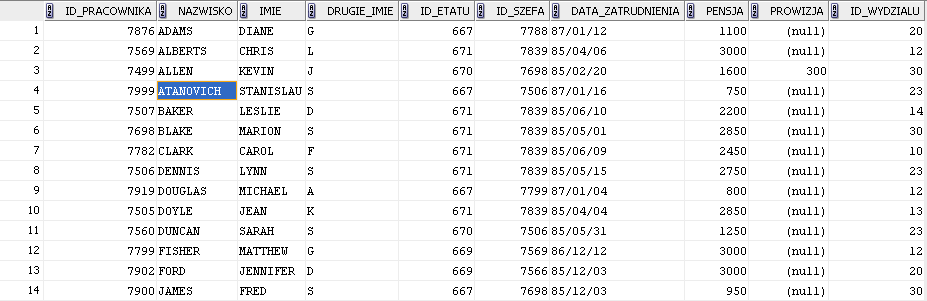 ID_PRACOWNIKA NAZWISKO IMIE DRUGIE_IMIE ID_ETATU ID_SZEFA DATA_ZATRUDNIENIA PENSJA PROWIZJA ID_WYDZIALU
1 7876 ADAMS DIANE G 667 7788 87/01/12 1100 (null) 20
2 7569 ALBERTS CHRIS L 671 7839 85/04/06 3000 (null) 12
3 7499 ALLEN KEVIN J 670 7698 85/02/20 1600 300 30
4 7999 ATANOVICH STANISLAU S 667 7506 87/01/16 750 (null) 23
5 7507 BAKER LESLIE D 671 7839 85/06/10 2200 (null) 14
6 7698 BLAKE MARION S 671 7839 85/05/01 2850 (null) 30
7 7782 CLARK CAROL F 671 7839 85/06/09 2450 (null) 10
8 7506 DENNIS LYNN S 671 7839 85/05/15 2750 (null) 23
9 7919 DOUGLAS MICHAEL A 667 7799 87/01/04 800 (null) 12
10 7505 DOYLE JEAN K 671 7839 85/04/04 2850 (null) 13
11 7560 DUNCAN SARAH S 670 7506 85/05/31 1250 (null) 23
12 7799 FISHER MATTHEW G 669 7569 86/12/12 3000 (null) 12
13 7902 FORD JENNIFER D 669 7566 85/12/03 3000 (null) 20
14 7900 JAMES FRED S 667 7698 85/12/03 950 (null) 30